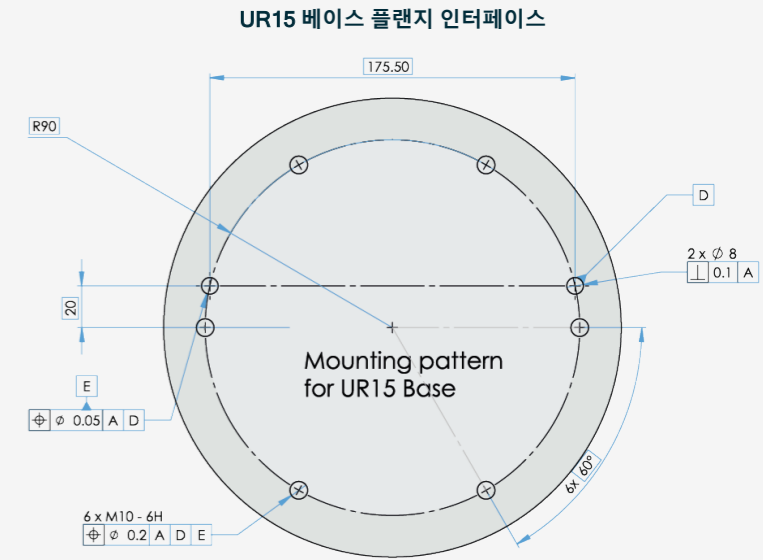 UR15 베이스 플랜지 인터페이스
175.50
R90
D
2 x ∅ 8
⊥ 0.1 A
20
Mounting pattern
for UR15 Base
E
⌖ ∅ 0.05 A D
6x 60°
6 x M10 - 6H
⌖ ∅ 0.2 A D E